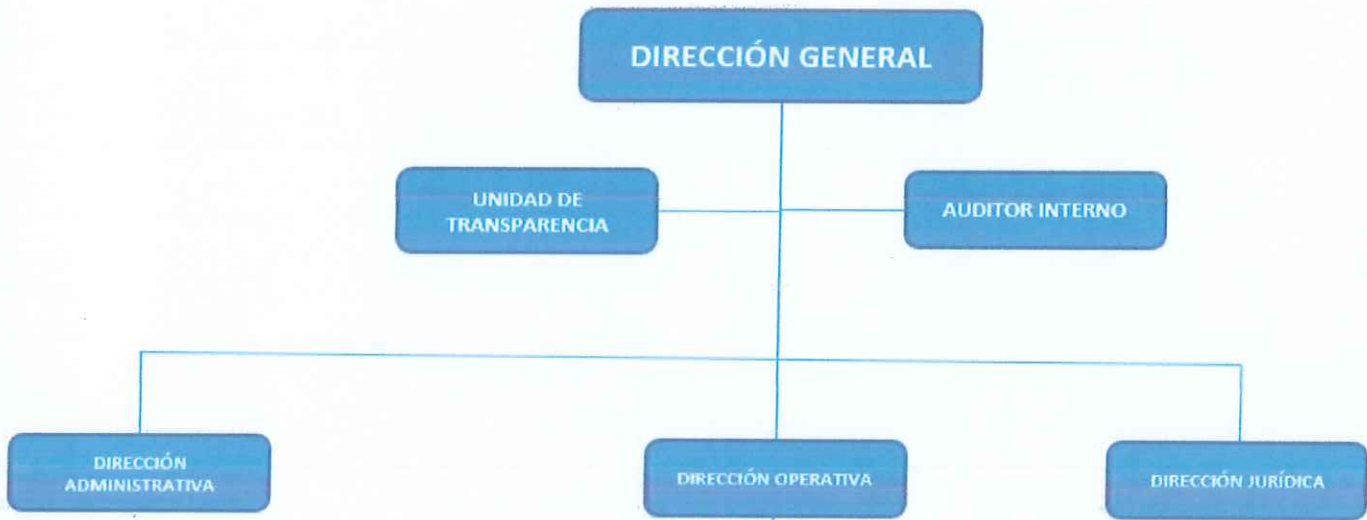 DIRECCIÓN GENERAL
UNIDAD DE
TRANSPARENCIA
AUDITOR INTERNO
DIRECCIÓN
ADMINISTRATIVA
DIRECCIÓN OPERATIVA
DIRECCIÓN JURÍDICA